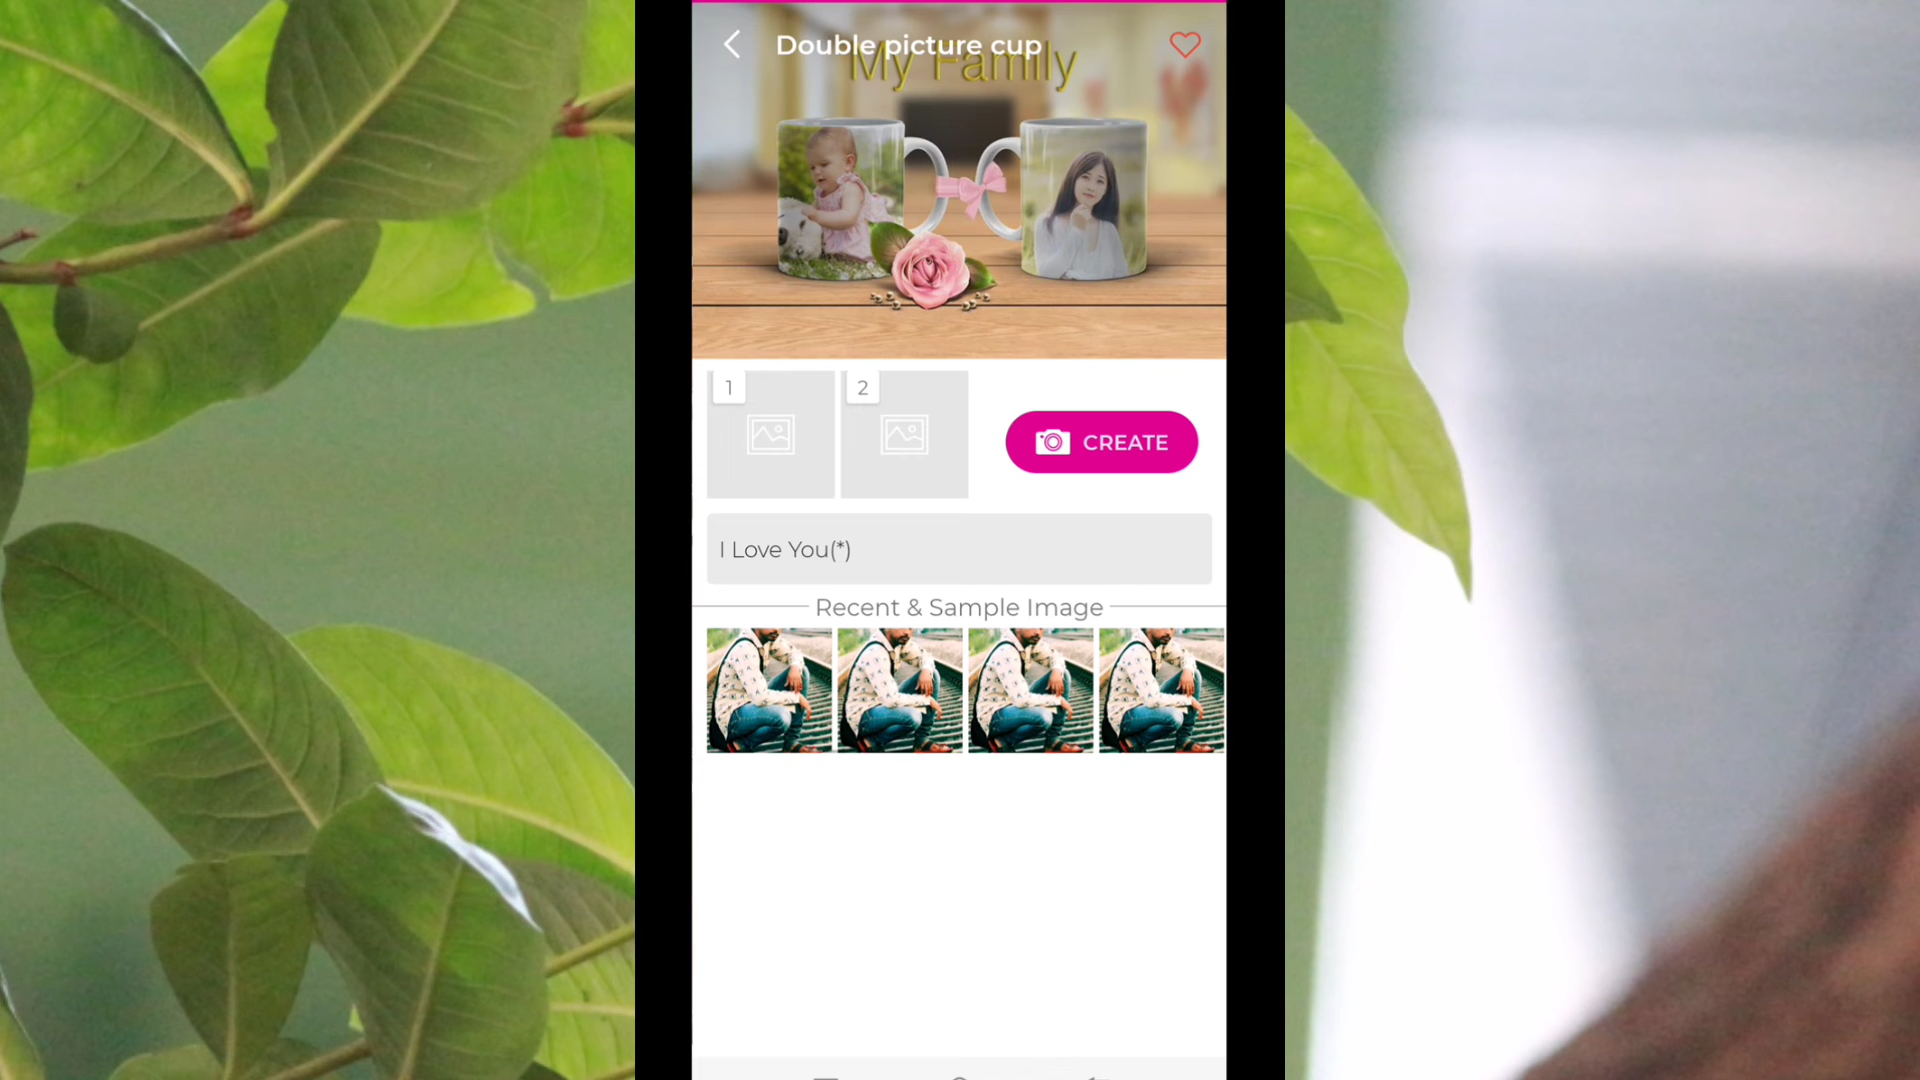 Double picture cup
My Family
1
2
CREATE
I Love You(*)
Recent & Sample Image